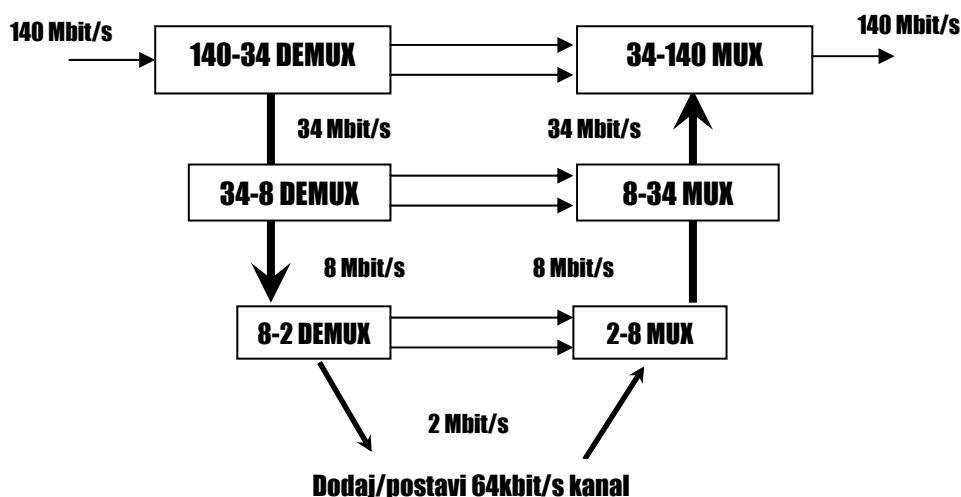 140 Mbit/s
140 Mbit/s
140-34 DEMUX
34-140 MUX
34 Mbit/s
34 Mbit/s
34-8 DEMUX
8-34 MUX
8 Mbit/s
8 Mbit/s
8-2 DEMUX
2-8 MUX
2 Mbit/s
Dodaj/postavi 64kbit/s kanal